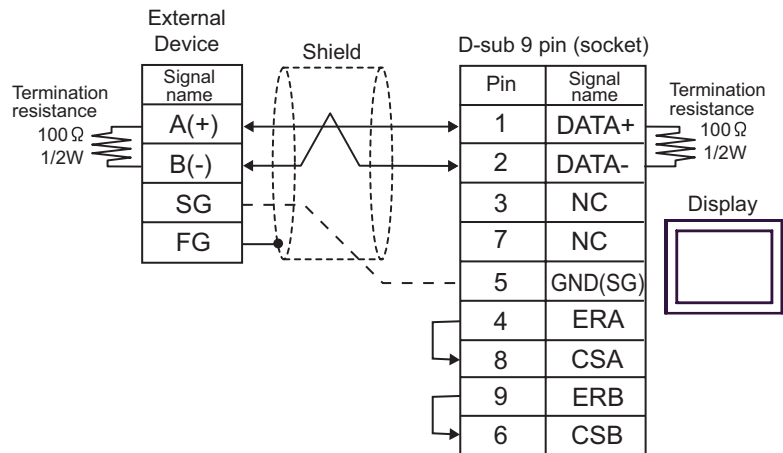 External
Device
Shield
D-sub 9 pin (socket)
Termination
resistance
100Ω
1/2W
Signal
name
A(+)
B(-)
SG
FG
Pin
Signal
name
1 DATA+
2 DATA-
3 NC
7 NC
5 GND(SG)
4 ERA
8 CSA
9 ERB
6 CSB
Termination
resistance
100Ω
1/2W
Display